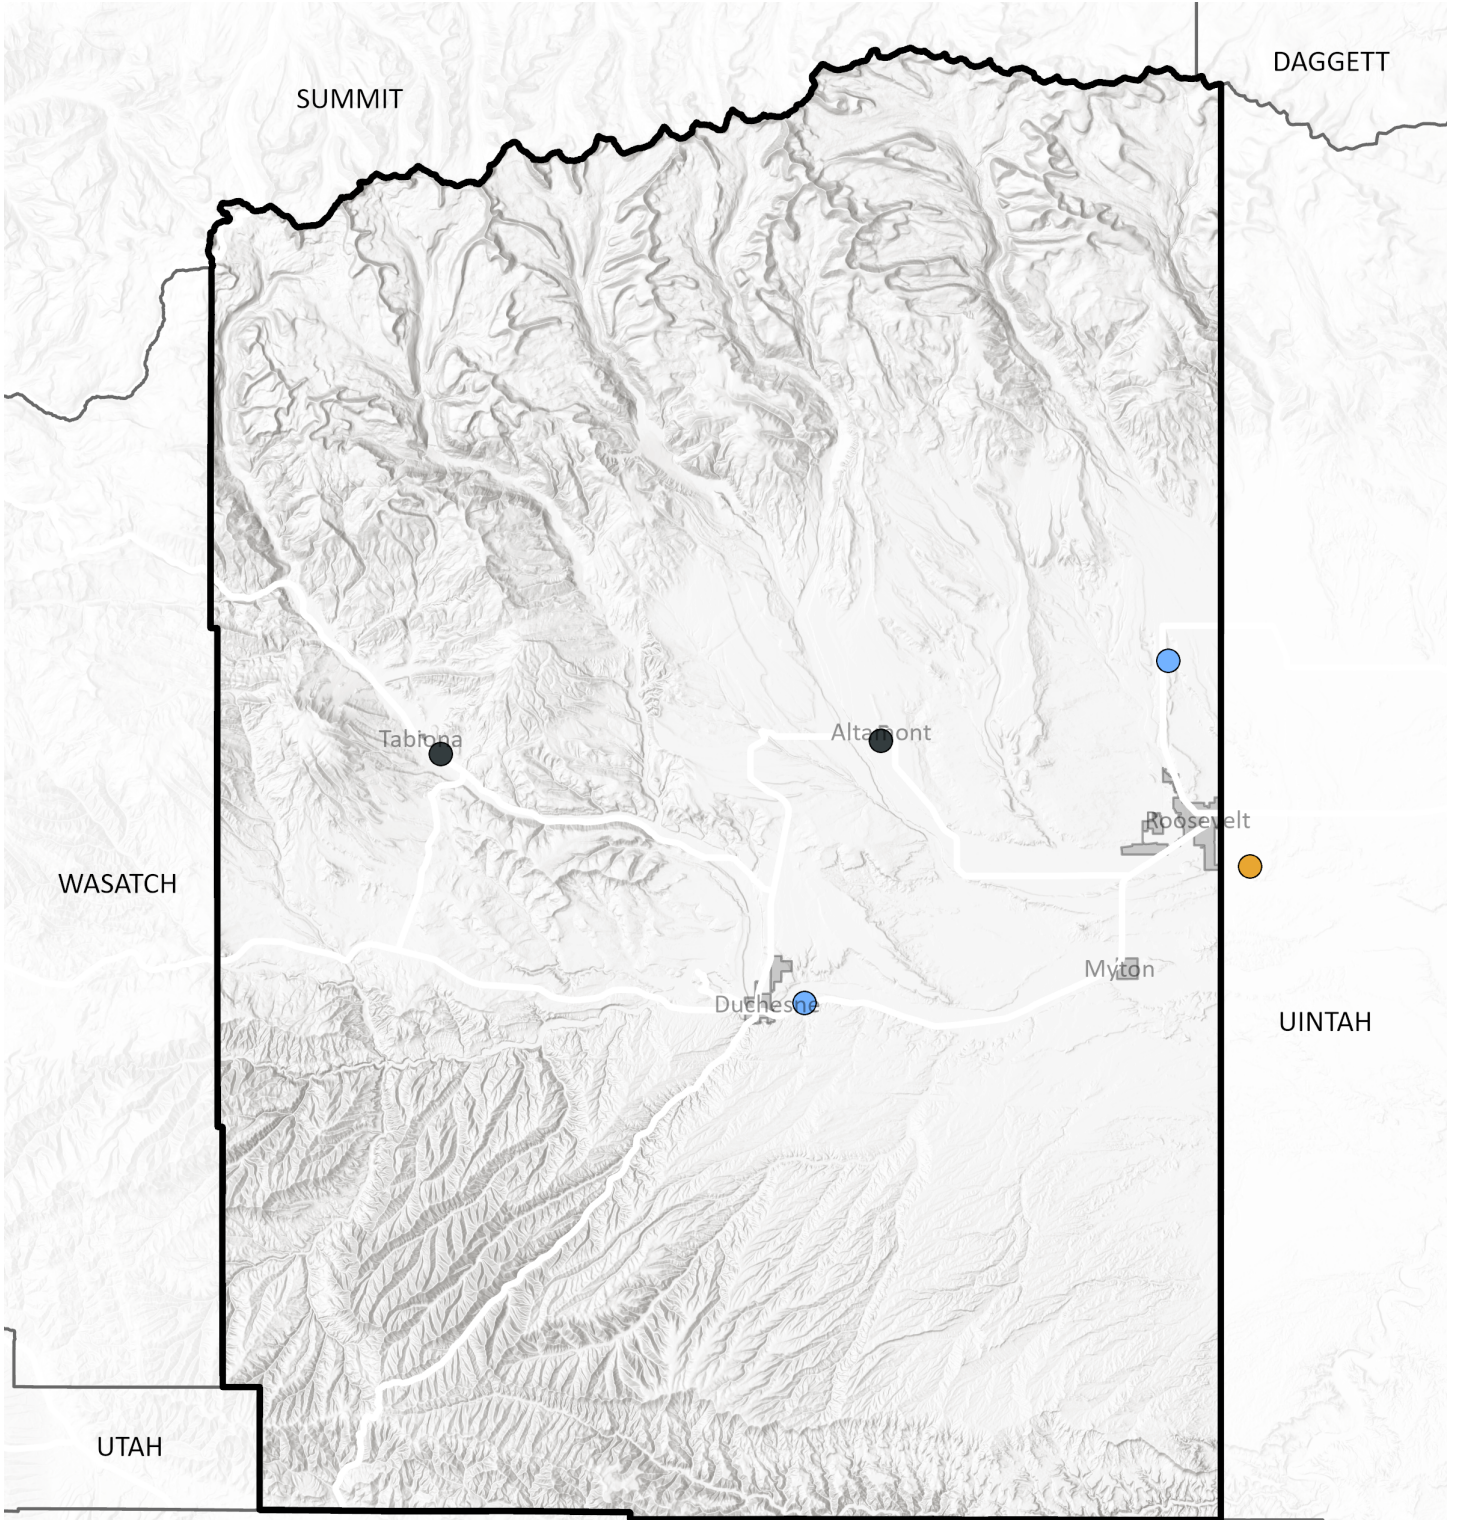 DAGGETT
SUMMIT
Altamont
Tabiona
Roosevelt
WASATCH
Myton
Duchesne
UINTAH
UTAH